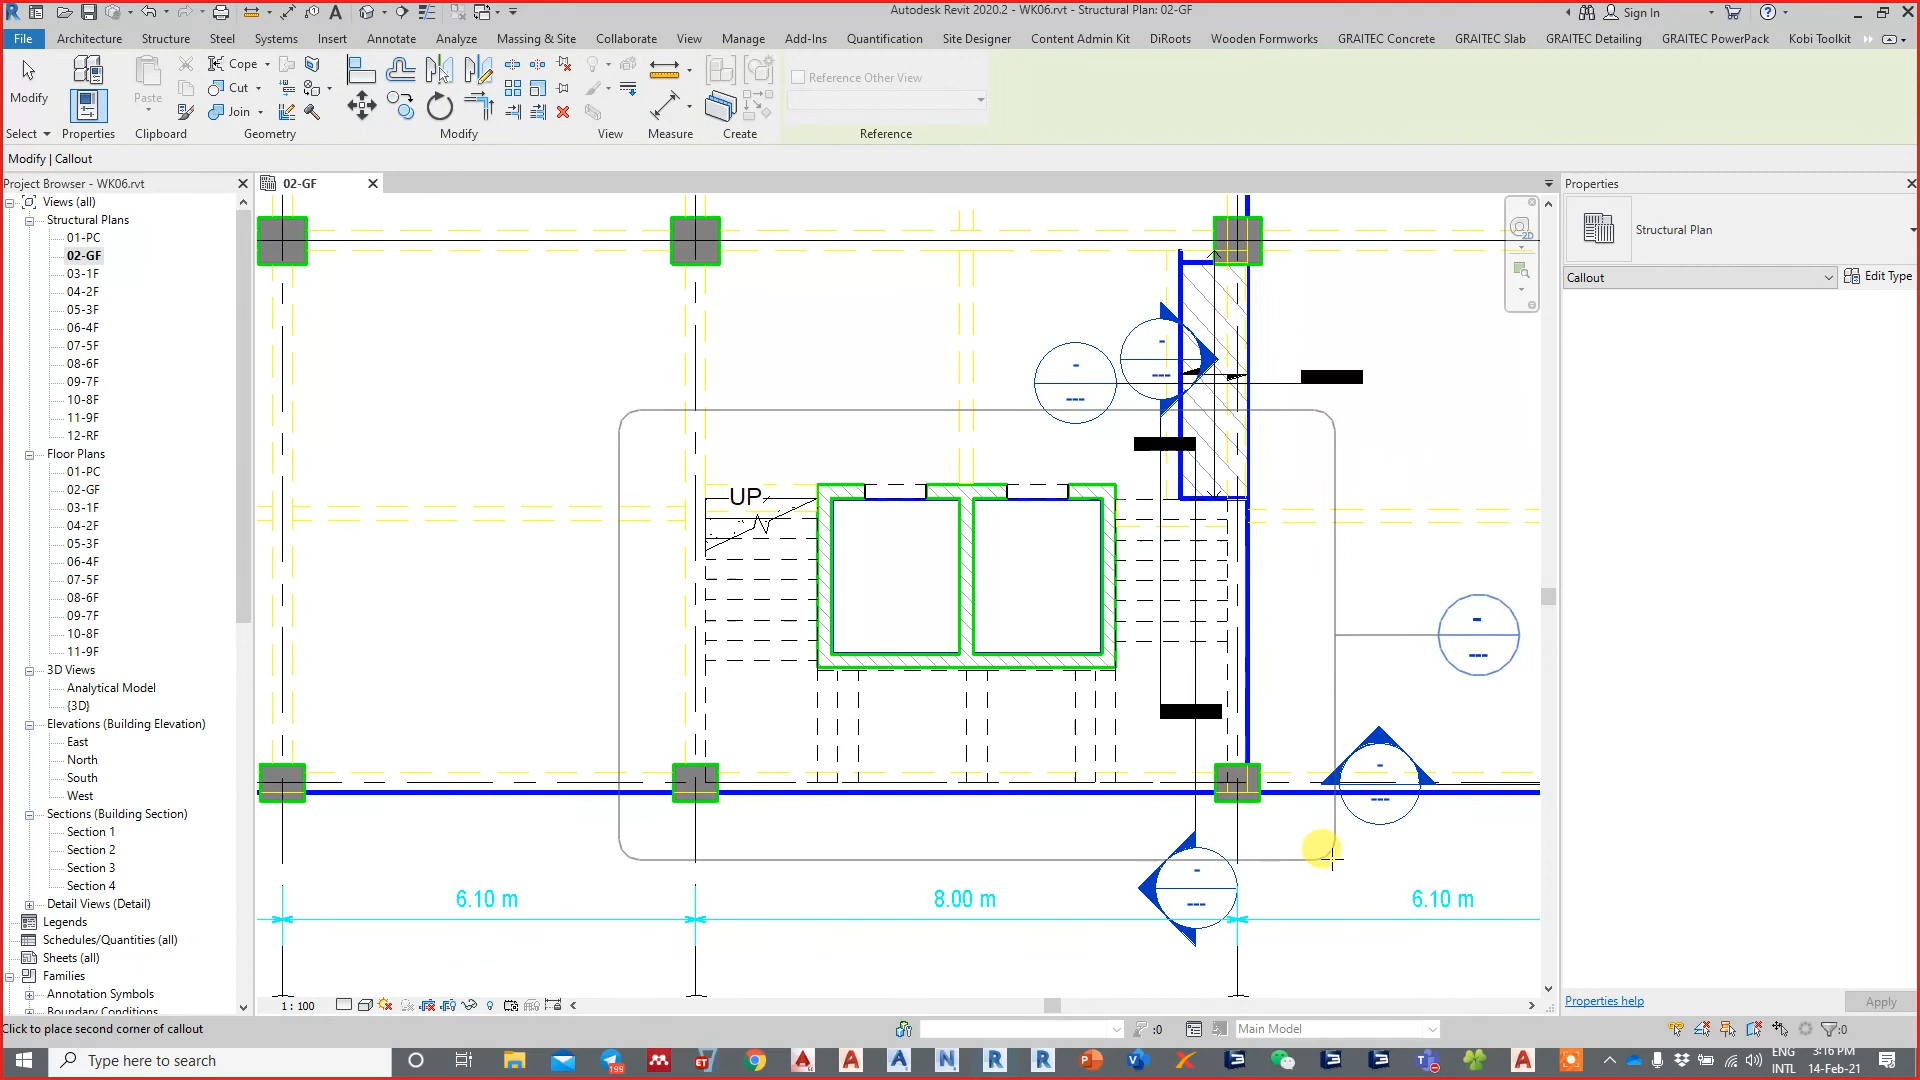 Autodesk Revit 2020.2 - WK06.rvt - Structural Plan: 02-GF
Sign In
File Architecture Structure Steel Systems Insert Annotate Analyze Massing & Site Collaborate View Manage Add-Ins Quantification Site Designer Content Admin Kit DiRoots Wooden Formworks GRAITEC Concrete GRAITEC Slab GRAITEC Detailing GRAITEC PowerPack Kobi Toolkit
Modify
Paste
Cope
Cut
Join
Reference Other View
Select Properties Clipboard Geometry Modify View Measure Create Reference
Modify | Callout
Project Browser - WK06.rvt
02-GF
Properties
Views (all)
Structural Plans
01-PC
02-GF
03-1F
04-2F
05-3F
06-4F
07-5F
08-6F
09-7F
10-8F
11-9F
12-RF
Floor Plans
01-PC
02-GF
03-1F
04-2F
05-3F
06-4F
07-5F
08-6F
09-7F
10-8F
11-9F
3D Views
Analytical Model
{3D}
Elevations (Building Elevation)
East
North
South
West
Sections (Building Section)
Section 1
Section 2
Section 3
Section 4
Detail Views (Detail)
Legends
Schedules/Quantities (all)
Sheets (all)
Families
Annotation Symbols
Boundary Conditions
2D
UP
6.10 m
8.00 m
6.10 m
Structural Plan
Callout
Edit Type
Properties help
Apply
1 : 100
Click to place second corner of callout
:0
Main Model
:0
Type here to search
199
ET
ENG
INTL
3:16 PM
14-Feb-21